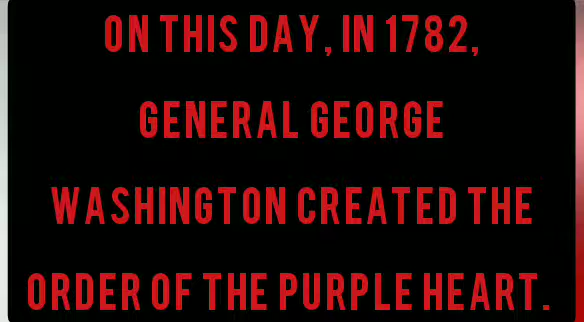 ON THIS DAY, IN 1782,
GENERAL GEORGE
WASHINGTON CREATED THE
ORDER OF THE PURPLE HEART.